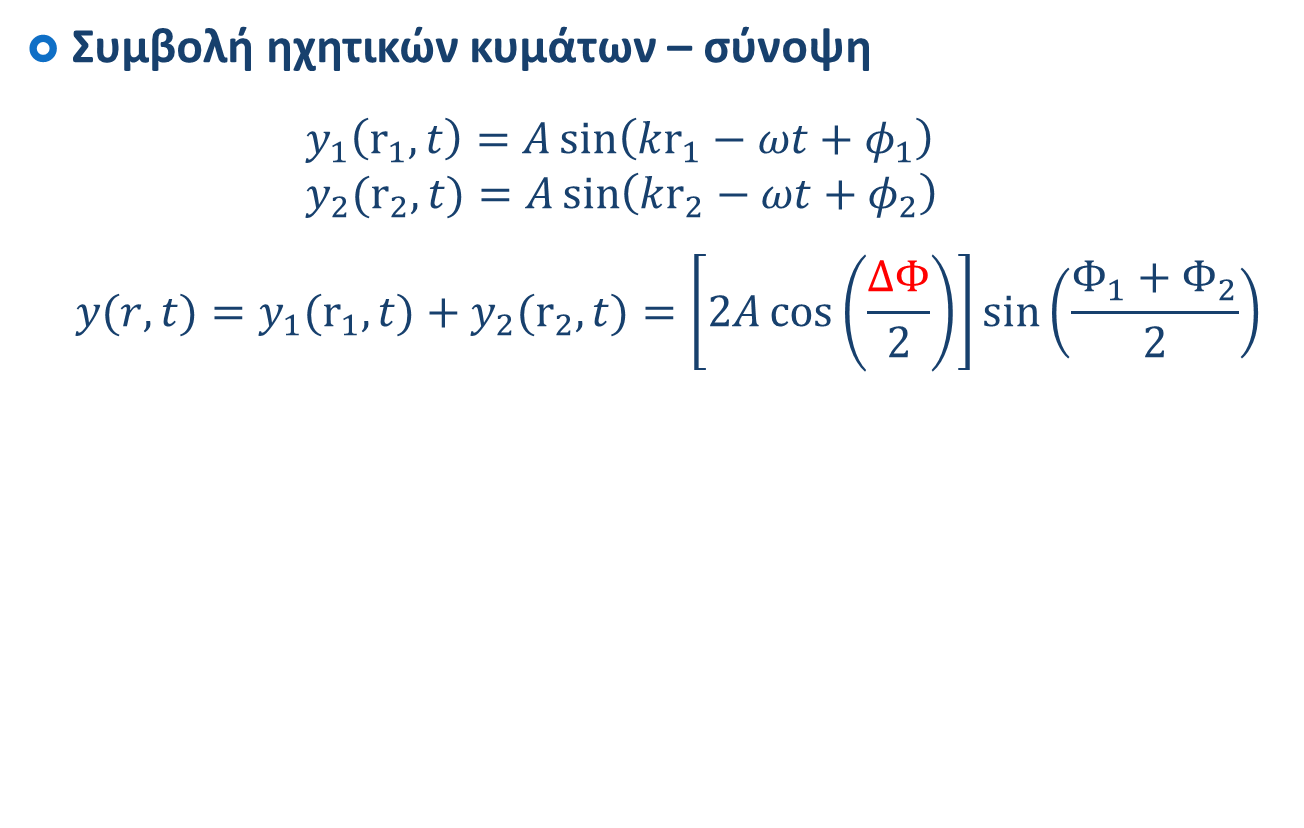 Συμβολή ηχητικών κυμάτων – σύνοψη
y₁(r₁, t) = A sin(kr₁ − ωt + ϕ₁)
y₂(r₂, t) = A sin(kr₂ − ωt + ϕ₂)
y(r, t) = y₁(r₁, t) + y₂(r₂, t) = [2A cos(ΔΦ/2)] sin((Φ₁ + Φ₂)/2)